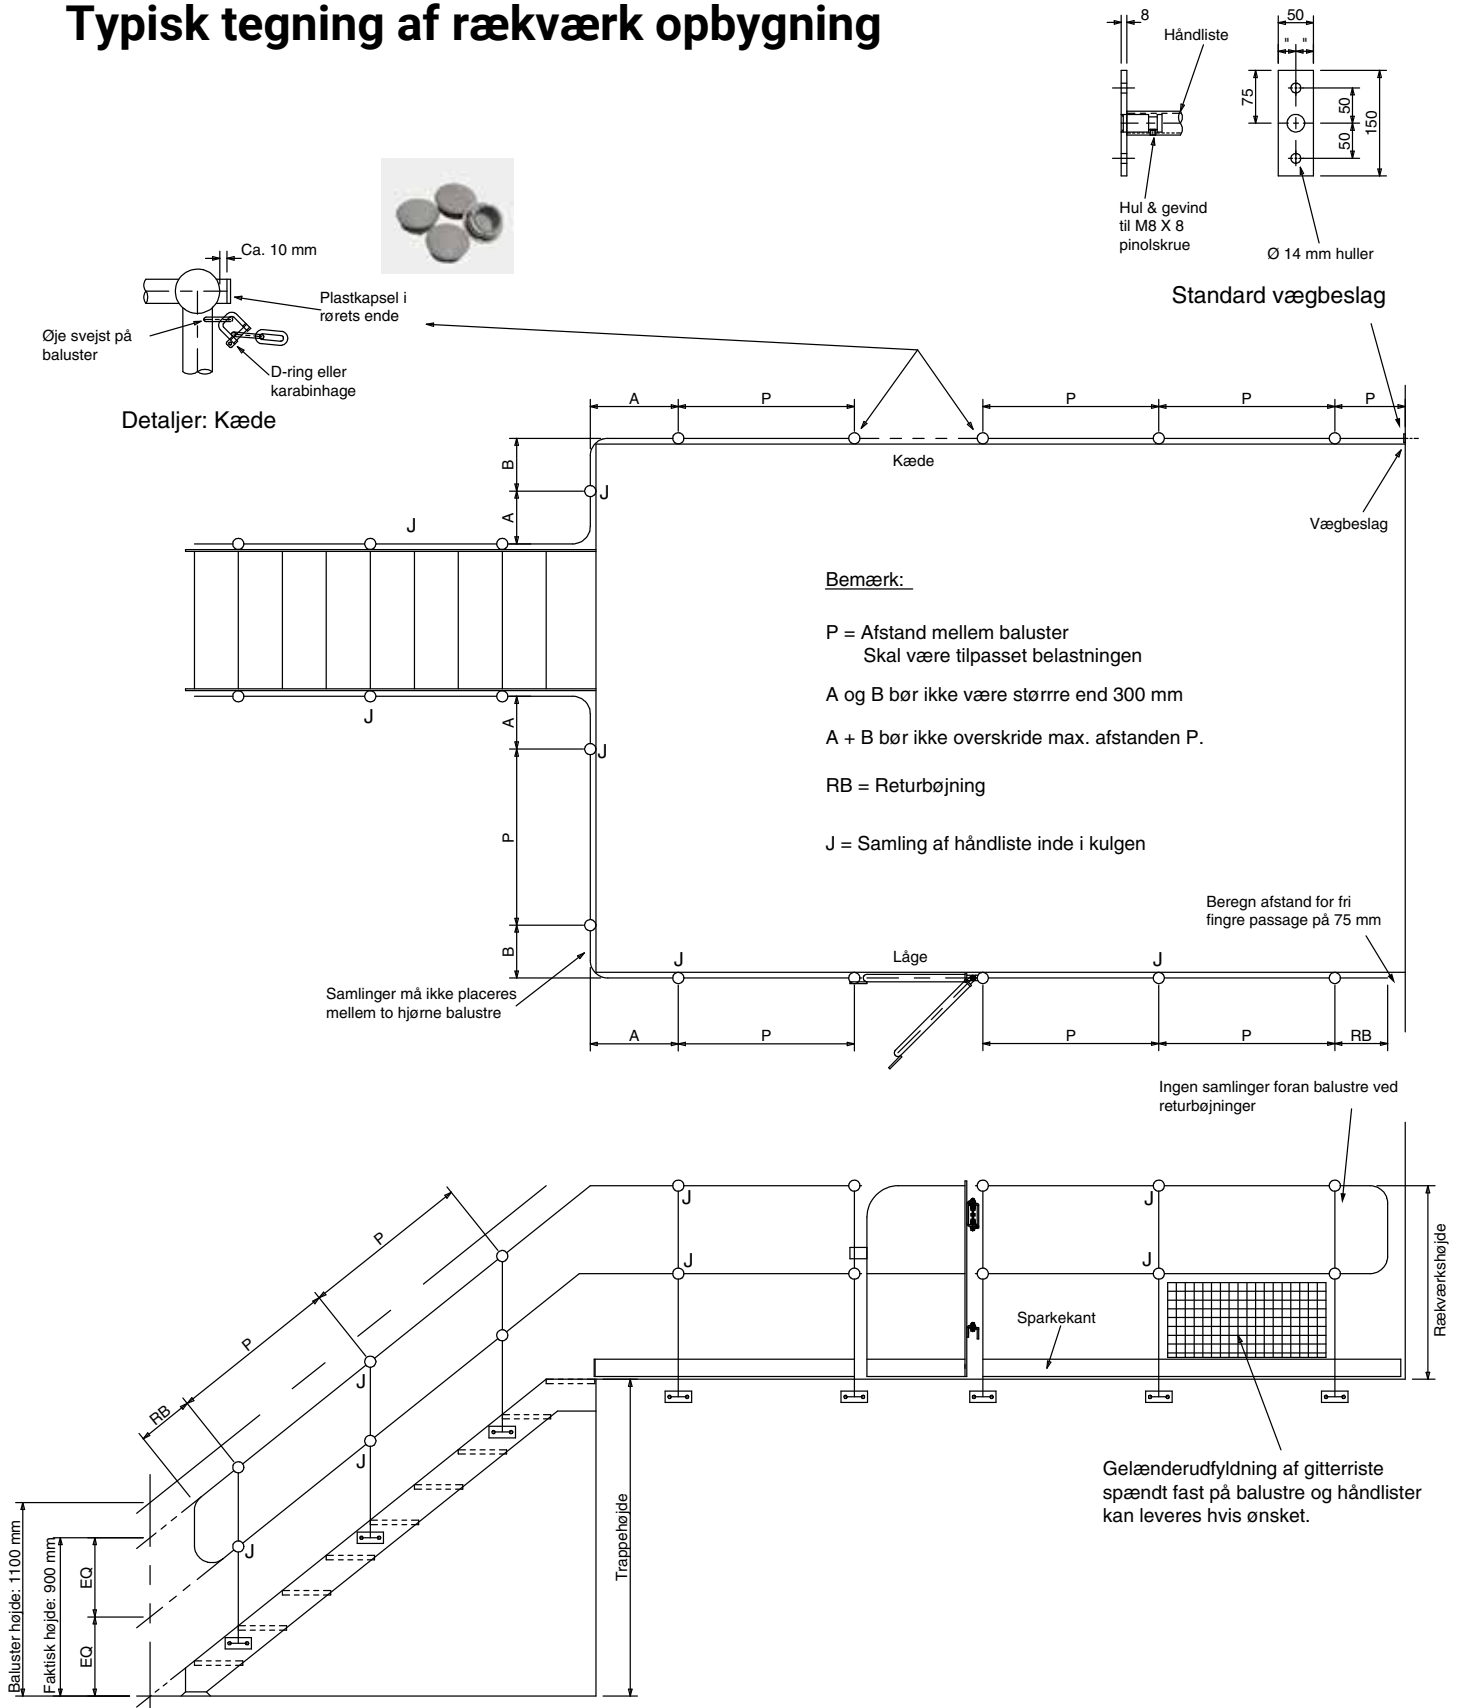 Typisk tegning af rækværk opbygning
8
Håndliste
50
" "
75
50
50
150
Hul & gevind
til M8 X 8
pinolskrue
Ø 14 mm huller
Standard vægbeslag
Ca. 10 mm
Plastkapsel i
rørets ende
Øje svejst på
baluster
D-ring eller
karabinhage
Detaljer: Kæde
A
P
P
P
P
B
J
Kæde
A
J
Vægbeslag
Bemærk:
P = Afstand mellem baluster
Skal være tilpasset belastningen
A og B bør ikke være størrre end 300 mm
A + B bør ikke overskride max. afstanden P.
RB = Returbøjning
J = Samling af håndliste inde i kulgen
J
A
J
P
B
Beregn afstand for fri
fingre passage på 75 mm
J
Låge
J
Samlinger må ikke placeres
mellem to hjørne balustre
A
P
P
P
RB
Ingen samlinger foran balustre ved
returbøjninger
J
J
J
J
Rækværkshøjde
P
P
RB
J
J
J
Sparkekant
Gelænderudfyldning af gitterriste
spændt fast på balustre og håndlister
kan leveres hvis ønsket.
Trappehøjde
Baluster højde: 1100 mm
Faktisk højde: 900 mm
EQ
EQ